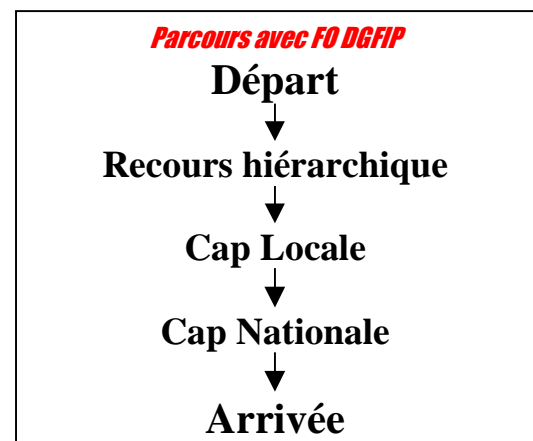 Parcours avec FO DGFIP
Départ
Recours hiérarchique
Cap Locale
Cap Nationale
Arrivée